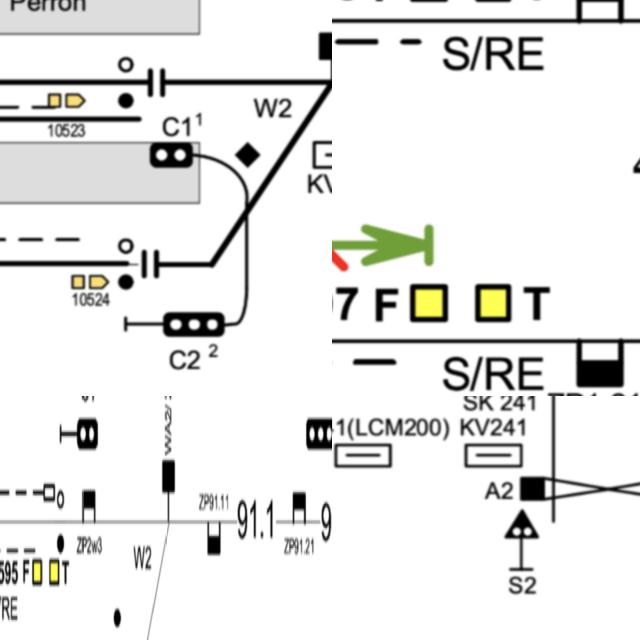 Perron
W2
10523
C1 1
KV
10524
C2 2
S/RE
7 F T
S/RE
ZP91.11
91.1
9
ZP2w3
W2
ZP91.21
595 F T
/RE
SK 241
1(LCM200) KV241
A2
S2